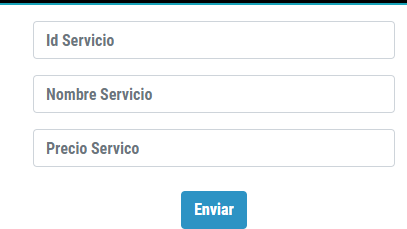 Id Servicio
Nombre Servicio
Precio Servico
Enviar